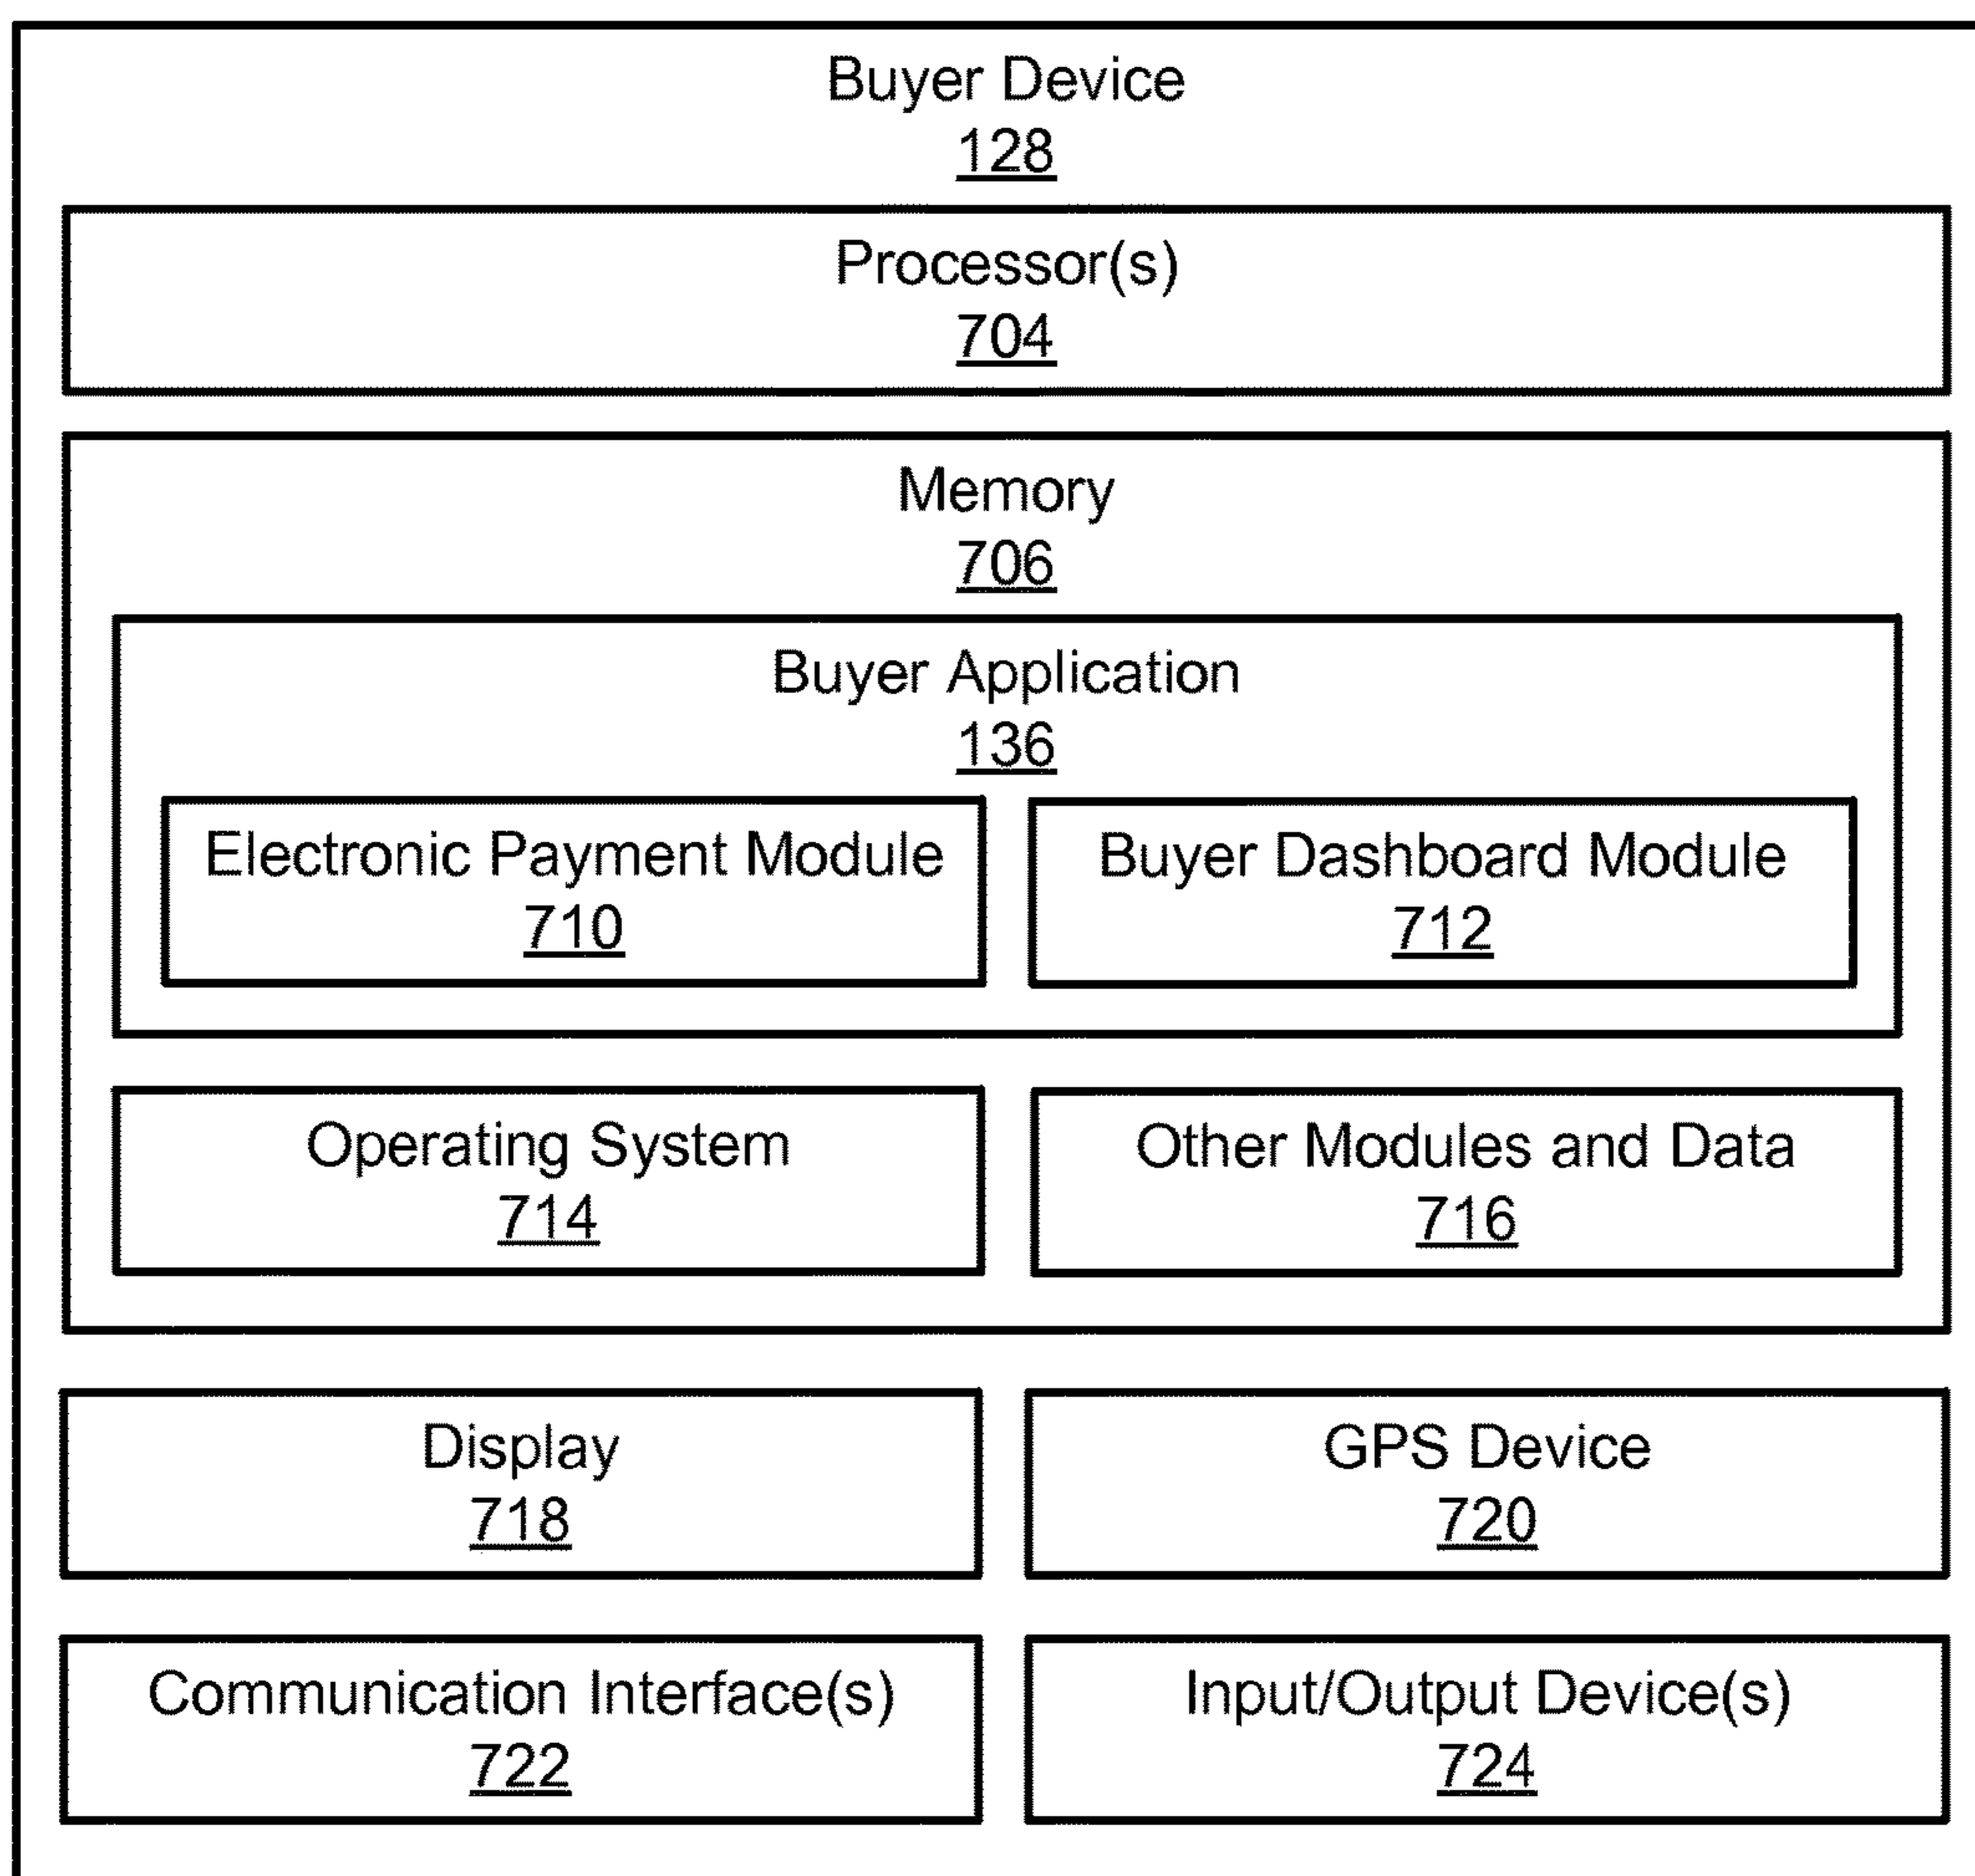 Buyer Device
128
Processor(s)
704
Memory
706
Buyer Application
136
Electronic Payment Module
710
Buyer Dashboard Module
712
Operating System
714
Other Modules and Data
716
Display
718
GPS Device
720
Communication Interface(s)
722
Input/Output Device(s)
724